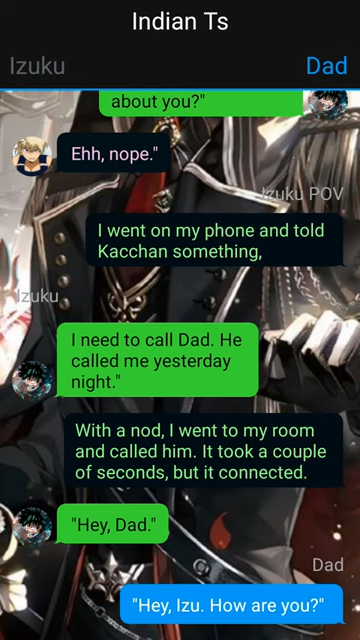 Indian Ts
Izuku
Dad
about you?"
Ehh, nope."
Izuku POV
I went on my phone and told
Kacchan something,
Izuku
I need to call Dad. He
called me yesterday
night."
With a nod, I went to my room
and called him. It took a couple
of seconds, but it connected.
"Hey, Dad."
Dad
"Hey, Izu. How are you?"